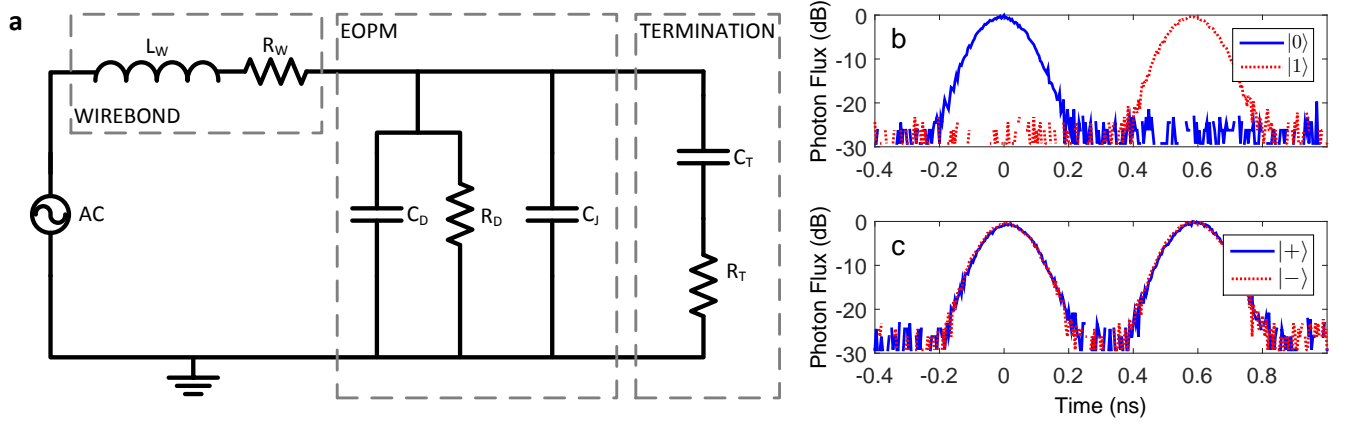 a
L_W
R_W
WIREBOND
AC
EOPM
C_D
R_D
C_J
TERMINATION
C_T
R_T
b
|0⟩
|1⟩
Photon Flux (dB)
0
-10
-20
-30
-0.4
-0.2
0
0.2
0.4
0.6
0.8
c
|+⟩
|−⟩
Photon Flux (dB)
0
-10
-20
-30
-0.4
-0.2
0
0.2
0.4
0.6
0.8
Time (ns)